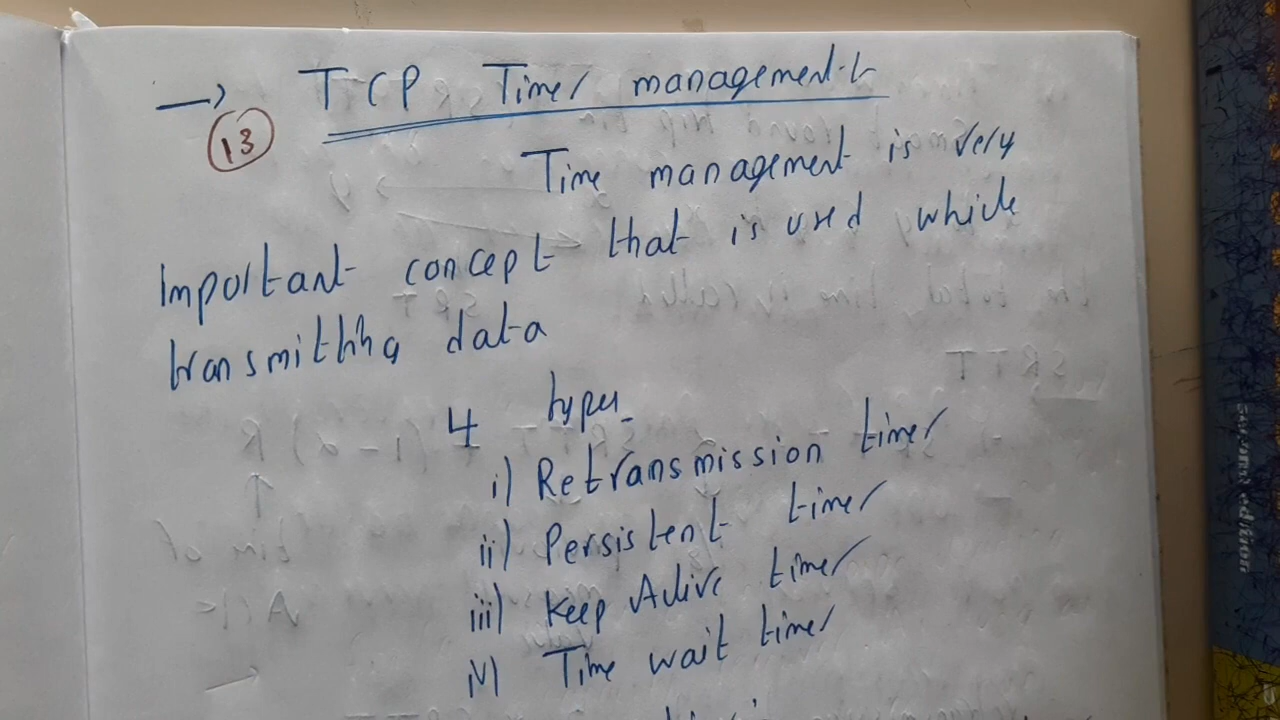 → TCP Timer management
13
Time management is very
Important concept that is used which
transmitting data
4 types
i) Retransmission timer
ii) Persistent timer
iii) Keep Alive timer
iv) Time wait timer